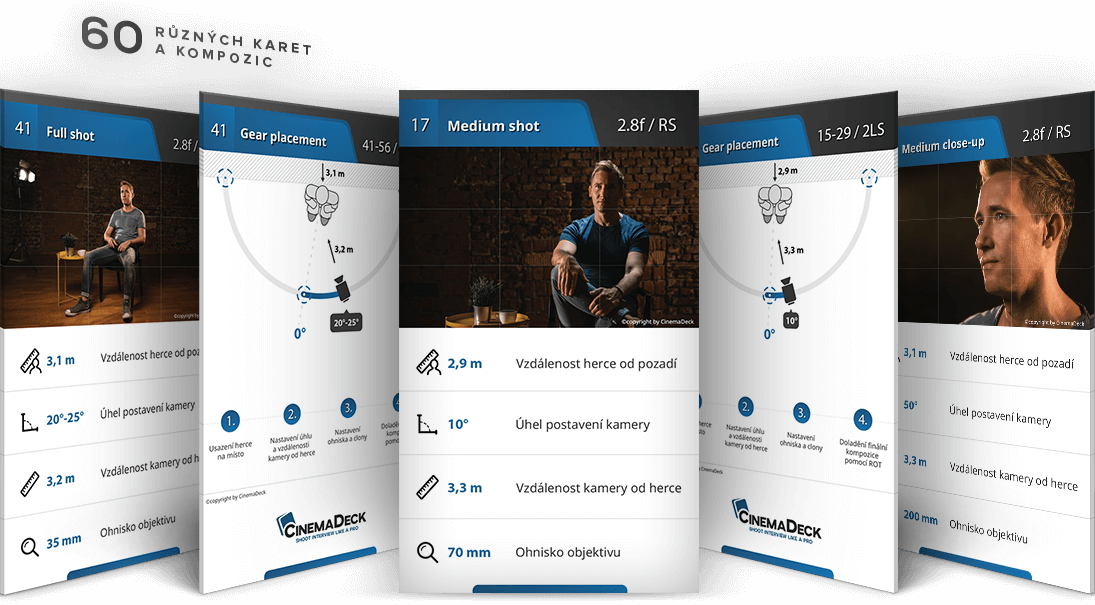 60 RŮZNÝCH KARET
A KOMPOZIC
41 Full shot 2.8f /
©copyright by CinemaDeck
3,1 m Vzdálenost herce od
20°-25° Úhel postavení kamery
3,2 m Vzdálenost kamery od
35 mm Ohnisko objektivu
41 Gear placement 41-56 /
3,1 m
3,2 m
20°-25°
0°
1. 2. 3.
Usazení herce
na místo
Nastavení úhlu
a vzdálenosti
kamery od herce
Nastavení
ohniska a clony
©copyright by CinemaDeck
CINEMADECK
SHOOT INTERVIEW LIKE A PRO
17 Medium shot 2.8f / RS
©copyright by CinemaDeck
2,9 m Vzdálenost herce od pozadí
10° Úhel postavení kamery
3,3 m Vzdálenost kamery od herce
70 mm Ohnisko objektivu
Gear placement 15-29 / 2LS
2,9 m
3,3 m
10°
0°
2. 3. 4.
Nastavení úhlu
a vzdálenosti
kamery od herce
Nastavení
ohniska a clony
Doladění finální
kompozice
pomocí ROT
CINEMADECK
SHOOT INTERVIEW LIKE A PRO
Medium close-up 2.8f / RS
©copyright by CinemaDeck
3,1 m Vzdálenost herce od pozadí
50° Úhel postavení kamery
3,3 m Vzdálenost kamery od herce
200 mm Ohnisko objektivu